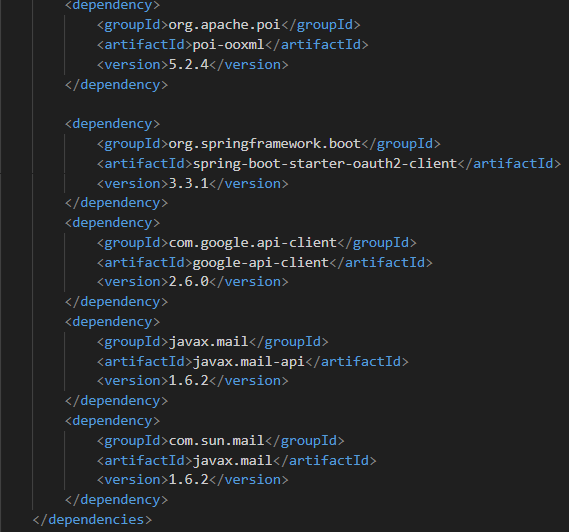 <dependency>
<groupId>org.apache.poi</groupId>
<artifactId>poi-ooxml</artifactId>
<version>5.2.4</version>
</dependency>
<dependency>
<groupId>org.springframework.boot</groupId>
<artifactId>spring-boot-starter-oauth2-client</artifactId>
<version>3.3.1</version>
</dependency>
<dependency>
<groupId>com.google.api-client</groupId>
<artifactId>google-api-client</artifactId>
<version>2.6.0</version>
</dependency>
<dependency>
<groupId>javax.mail</groupId>
<artifactId>javax.mail-api</artifactId>
<version>1.6.2</version>
</dependency>
<dependency>
<groupId>com.sun.mail</groupId>
<artifactId>javax.mail</artifactId>
<version>1.6.2</version>
</dependency>
</dependencies>